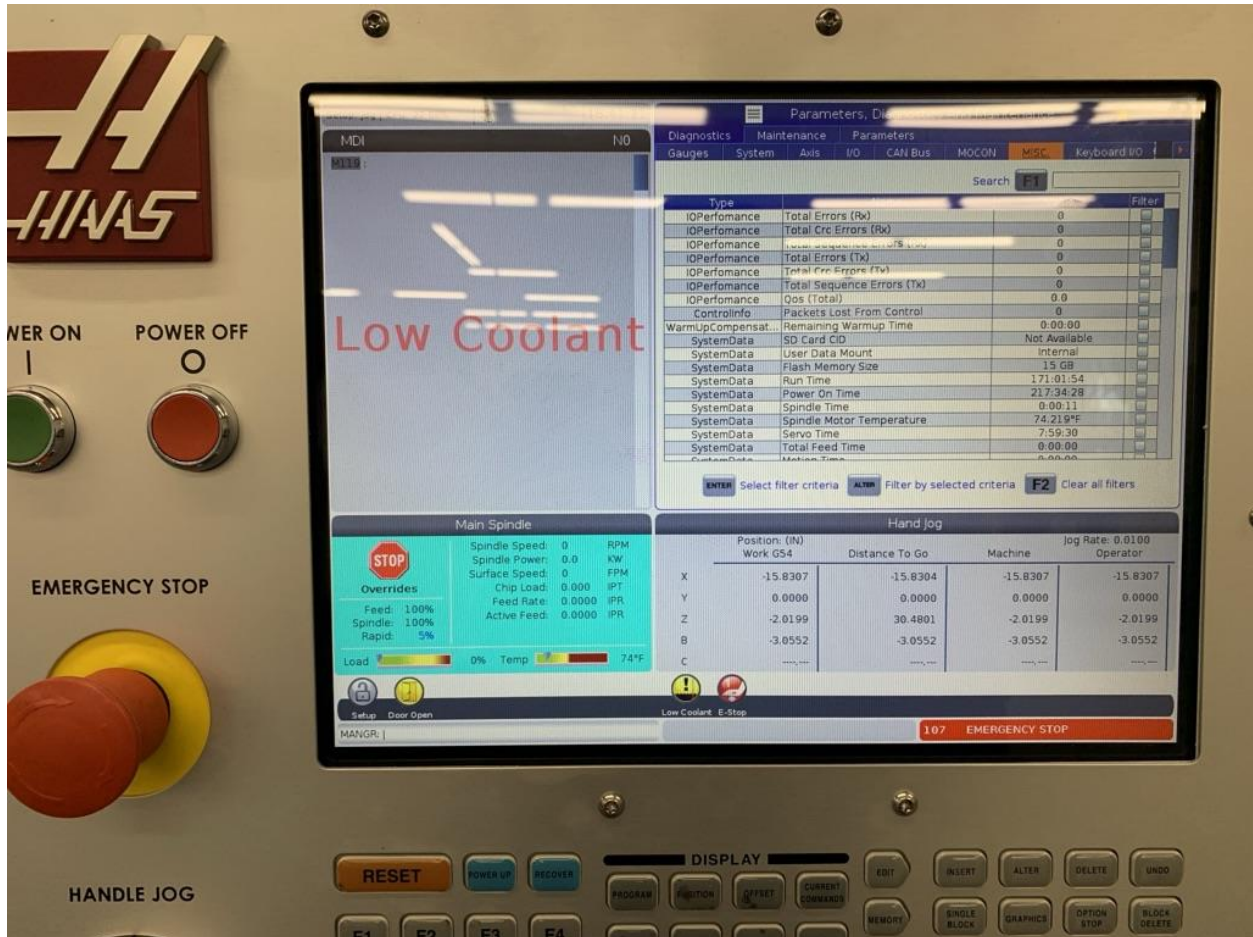 HAAS
WER ON
POWER OFF
EMERGENCY STOP
HANDLE JOG
MDI N0
M119 :
Low Coolant
Parameters,
Diagnostics Maintenance Parameters
Gauges System Axis I/O CAN Bus MOCON MISC. Keyboard I/O
Search F1
Type Filter
IOPerfomance Total Errors (Rx) 0
IOPerfomance Total Crc Errors (Rx) 0
IOPerfomance 0
IOPerfomance Total Errors (Tx) 0
IOPerfomance Total Crc Errors (Tx) 0
IOPerfomance Total Sequence Errors (Tx) 0
IOPerfomance Qos (Total) 0.0
ControlInfo Packets Lost From Control 0
WarmUpCompensat... Remaining Warmup Time 0:00:00
SystemData SD Card CID Not Available
SystemData User Data Mount Internal
SystemData Flash Memory Size 15 GB
SystemData Run Time 171:01:54
SystemData Power On Time 217:34:28
SystemData Spindle Time 0:00:11
SystemData Spindle Motor Temperature 74.219°F
SystemData Servo Time 7:59:30
SystemData Total Feed Time 0:00:00
ENTER Select filter criteria ALTER Filter by selected criteria F2 Clear all filters
Main Spindle
STOP
Overrides
Feed: 100%
Spindle: 100%
Rapid: 5%
Spindle Speed: 0 RPM
Spindle Power: 0.0 KW
Surface Speed: 0 FPM
Chip Load: 0.000 IPT
Feed Rate: 0.0000 IPR
Active Feed: 0.0000 IPR
Load 0% Temp 74°F
Hand Jog
Position: (IN) Jog Rate: 0.0100
Work G54 Distance To Go Machine Operator
X -15.8307 -15.8304 -15.8307 -15.8307
Y 0.0000 0.0000 0.0000 0.0000
Z -2.0199 30.4801 -2.0199 -2.0199
B -3.0552 -3.0552 -3.0552 -3.0552
C ----.--- ----.--- ----.---
Setup Door Open
Low Coolant E-Stop
MANGR: |
107 EMERGENCY STOP
RESET POWER UP RECOVER
DISPLAY
PROGRAM POSITION OFFSET CURRENT COMMANDS
EDIT INSERT ALTER DELETE UNDO
MEMORY SINGLE BLOCK GRAPHICS OPTION STOP BLOCK DELETE
F1 F2 F3 F4